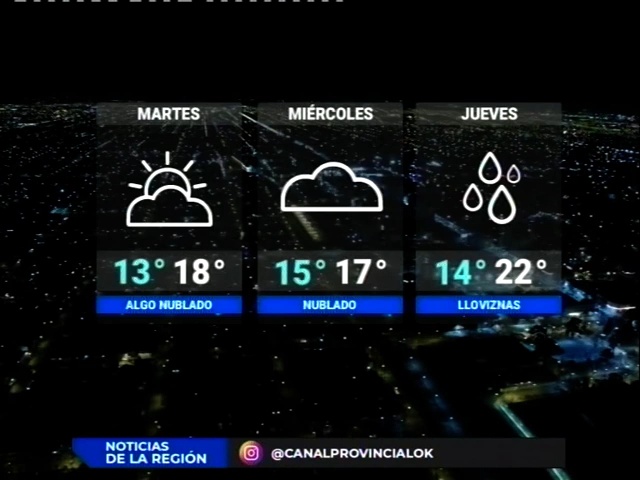 MARTES
MIÉRCOLES
JUEVES
13° 18°
15° 17°
14° 22°
ALGO NUBLADO
NUBLADO
LLOVIZNAS
NOTICIAS
DE LA REGIÓN
@CANALPROVINCIALOK